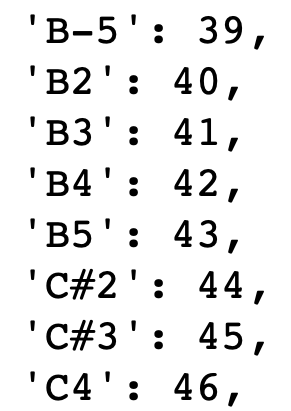 'B-5': 39,
'B2': 40,
'B3': 41,
'B4': 42,
'B5': 43,
'C#2': 44,
'C#3': 45,
'C4': 46,